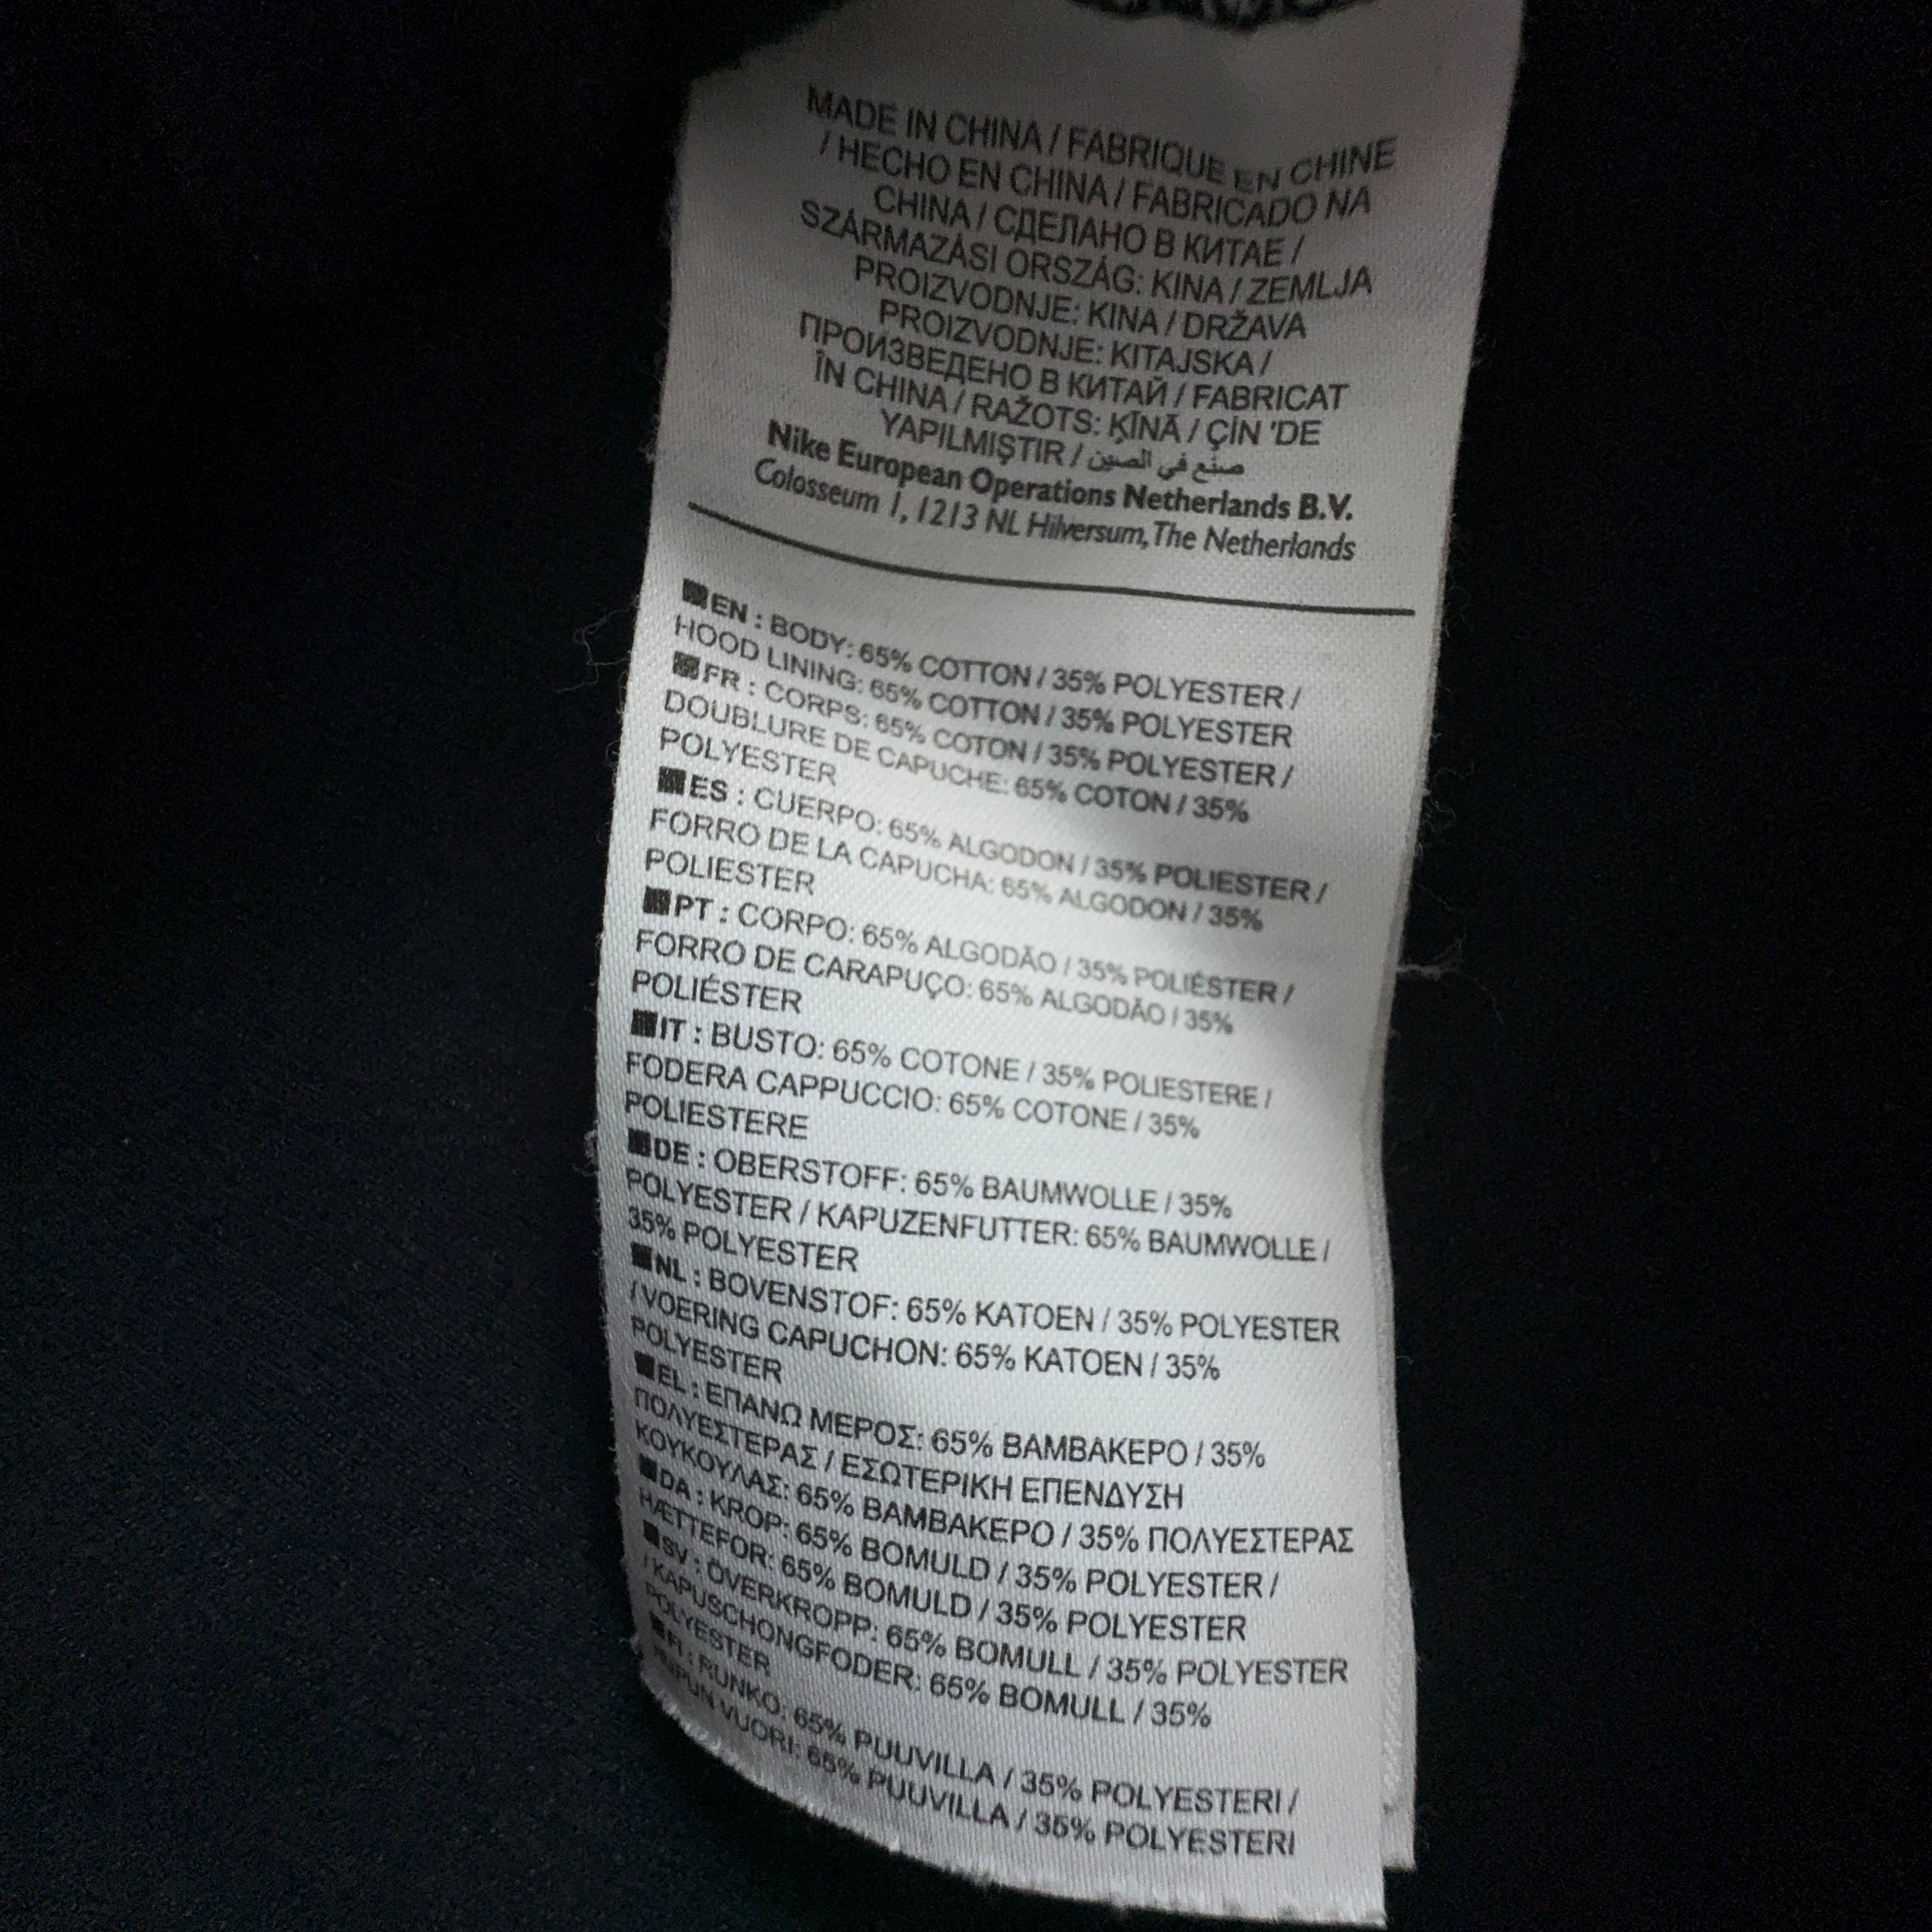 MADE IN CHINA / FABRIQUE EN CHINE
/ HECHO EN CHINA / FABRICADO NA
CHINA / СДЕЛАНО В КИТАЕ /
SZÁRMAZÁSI ORSZÁG: KINA / ZEMLJA
PROIZVODNJE: KINA / DRŽAVA
PROIZVODNJE: KITAJSKA /
ПРОИЗВЕДЕНО В КИТАЙ / FABRICAT
ÎN CHINA / RAŽOTS: ĶĪNĀ / ÇİN 'DE
YAPILMIŞTIR / صنع في الصين
Nike European Operations Netherlands B.V.
Colosseum 1, 1213 NL Hilversum, The Netherlands
EN : BODY: 65% COTTON / 35% POLYESTER /
HOOD LINING: 65% COTTON / 35% POLYESTER
FR : CORPS: 65% COTON / 35% POLYESTER /
DOUBLURE DE CAPUCHE: 65% COTON / 35%
POLYESTER
ES : CUERPO: 65% ALGODON / 35% POLIESTER /
FORRO DE LA CAPUCHA: 65% ALGODON / 35%
POLIESTER
PT : CORPO: 65% ALGODÃO / 35% POLIÉSTER /
FORRO DE CARAPUÇO: 65% ALGODÃO / 35%
POLIÉSTER
IT : BUSTO: 65% COTONE / 35% POLIESTERE /
FODERA CAPPUCCIO: 65% COTONE / 35%
POLIESTERE
DE : OBERSTOFF: 65% BAUMWOLLE / 35%
POLYESTER / KAPUZENFUTTER: 65% BAUMWOLLE /
35% POLYESTER
NL : BOVENSTOF: 65% KATOEN / 35% POLYESTER
/ VOERING CAPUCHON: 65% KATOEN / 35%
POLYESTER
EL : ΕΠΑΝΩ ΜΕΡΟΣ: 65% ΒΑΜΒΑΚΕΡΟ / 35%
ΠΟΛΥΕΣΤΕΡΑΣ / ΕΣΩΤΕΡΙΚΗ ΕΠΕΝΔΥΣΗ
ΚΟΥΚΟΥΛΑΣ: 65% ΒΑΜΒΑΚΕΡΟ / 35% ΠΟΛΥΕΣΤΕΡΑΣ
DA : KROP: 65% BOMULD / 35% POLYESTER /
HÆTTEFOR: 65% BOMULD / 35% POLYESTER
SV : ÖVERKROPP: 65% BOMULL / 35% POLYESTER
/ KAPUSCHONGFODER: 65% BOMULL / 35%
POLYESTER
FI : RUNKO: 65% PUUVILLA / 35% POLYESTERI /
VUORI: 65% PUUVILLA / 35% POLYESTERI